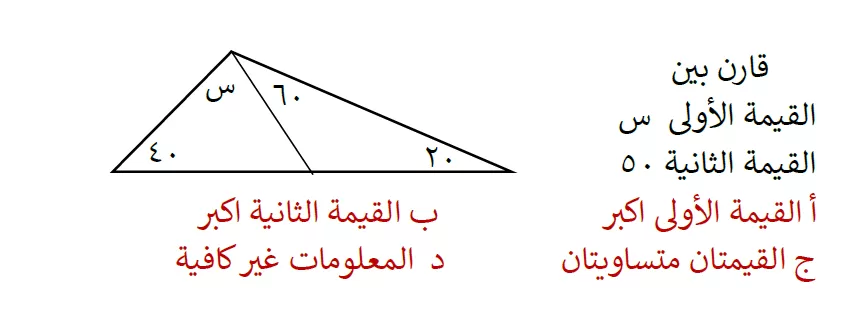 قارن بين
القيمة الأولى س
القيمة الثانية ٥٠
أ القيمة الأولى اكبر
ب القيمة الثانية اكبر
ج القيمتان متساويتان
د المعلومات غير كافية
س
٦٠
٤٠
٢٠